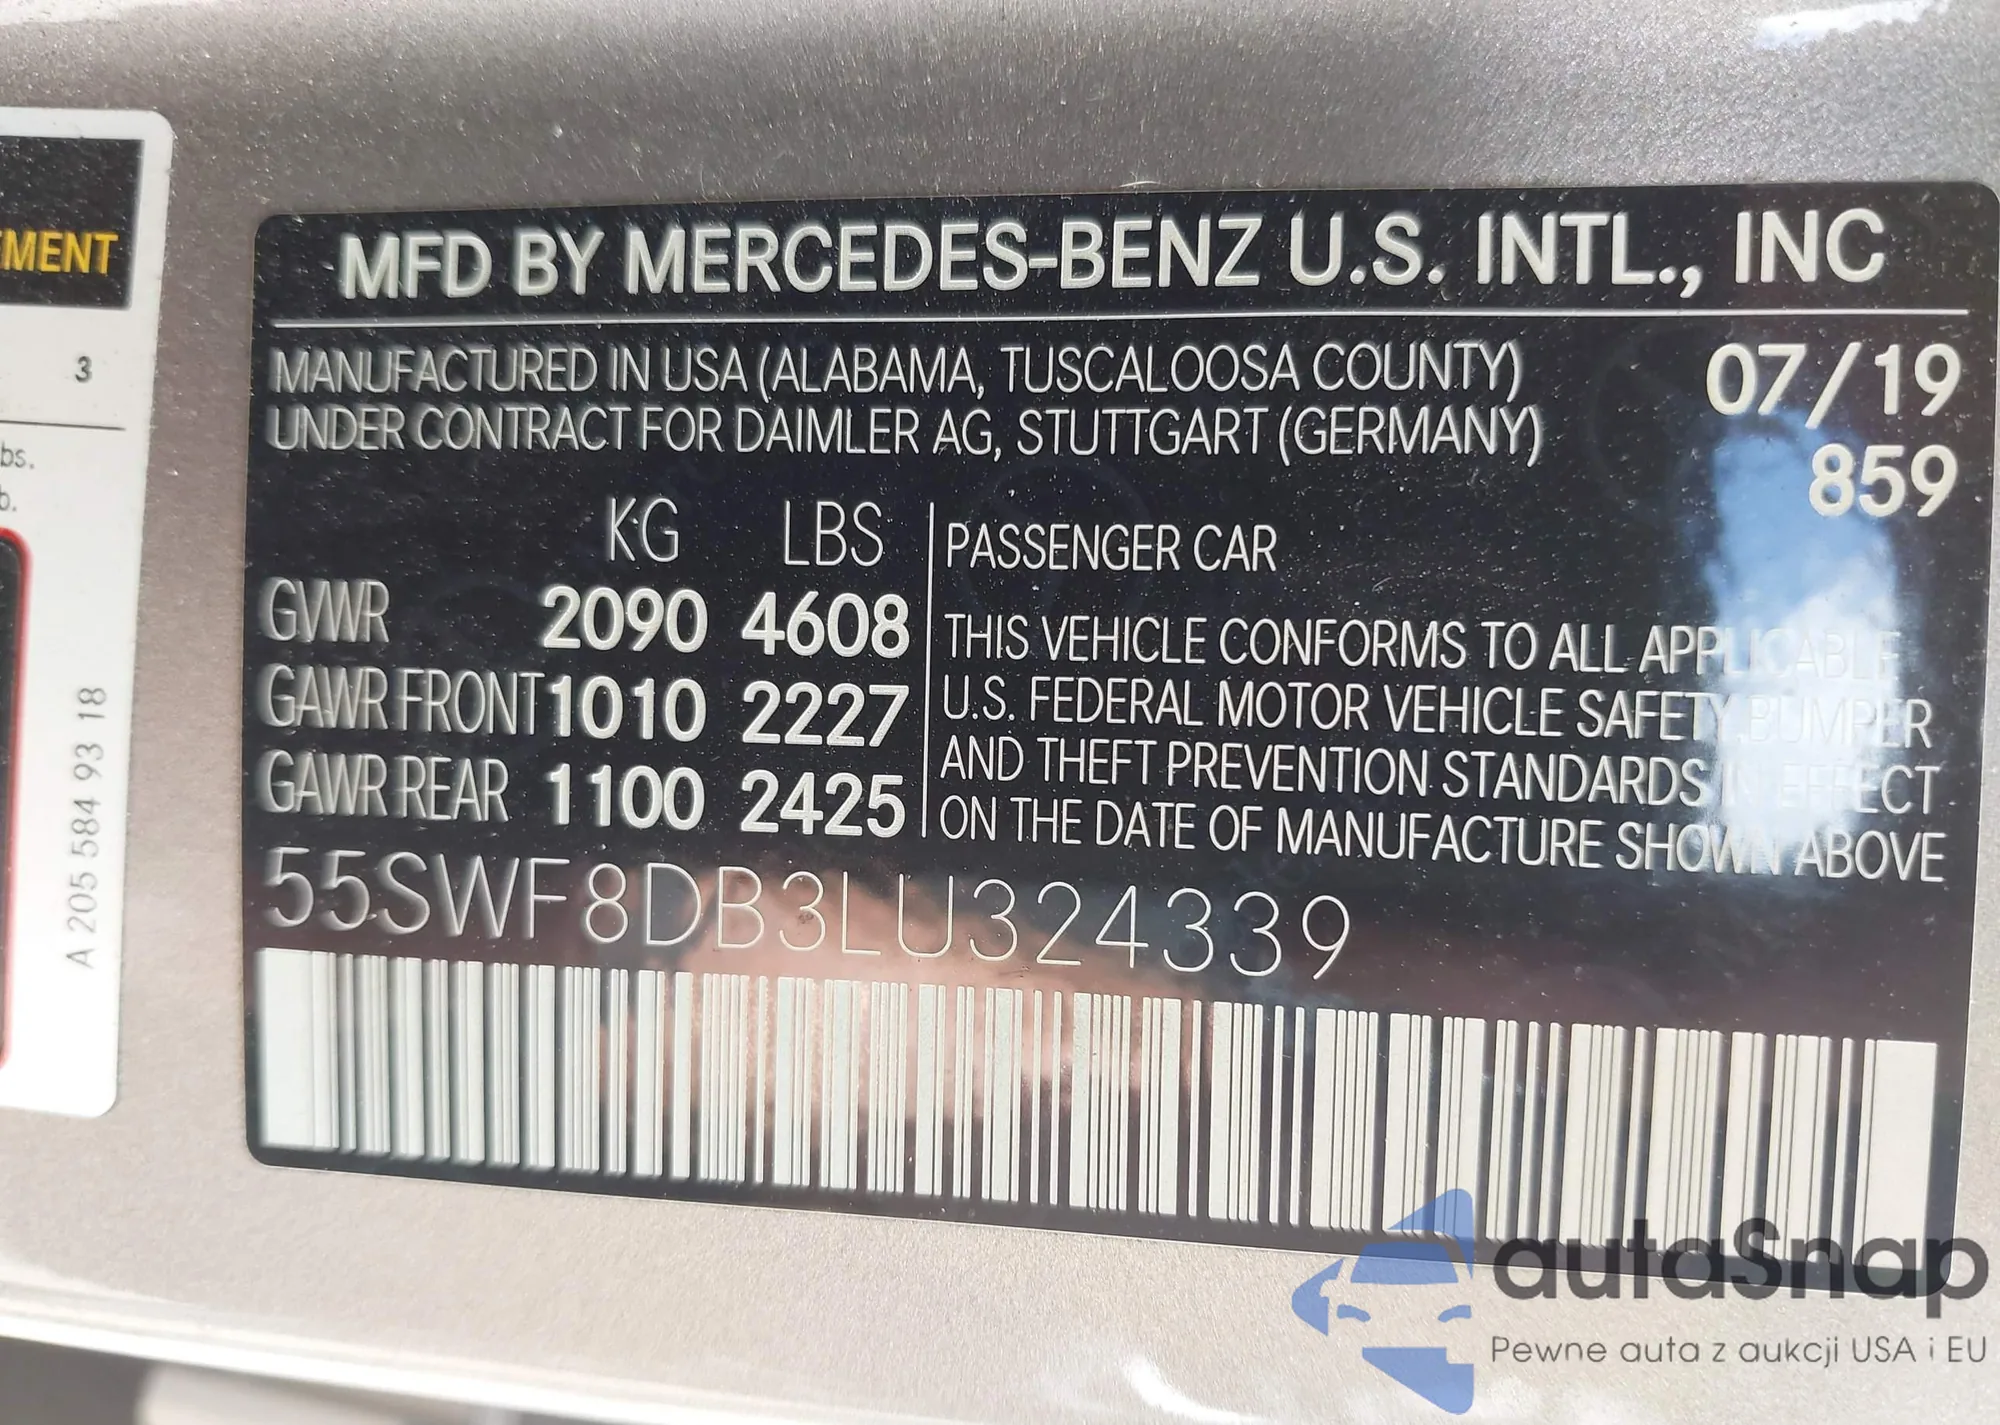 EMENT
3
bs.
b.
A 205 584 93 18
MFD BY MERCEDES-BENZ U.S. INTL., INC
MANUFACTURED IN USA (ALABAMA, TUSCALOOSA COUNTY)
UNDER CONTRACT FOR DAIMLER AG, STUTTGART (GERMANY)
07/19
859
KG LBS
GVWR 2090 4608
GAWR FRONT 1010 2227
GAWR REAR 1100 2425
PASSENGER CAR
THIS VEHICLE CONFORMS TO ALL APPLICABLE
U.S. FEDERAL MOTOR VEHICLE SAFETY BUMPER
AND THEFT PREVENTION STANDARDS IN EFFECT
ON THE DATE OF MANUFACTURE SHOWN ABOVE
55SWF8DB3LU324339
autaSnap
Pewne auta z aukcji USA i EU